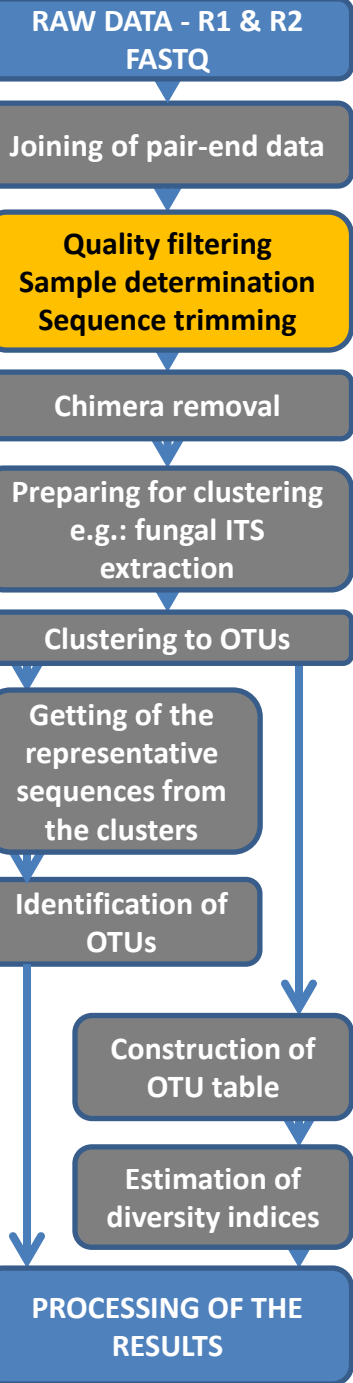 RAW DATA - R1 & R2
FASTQ
Joining of pair-end data
Quality filtering
Sample determination
Sequence trimming
Chimera removal
Preparing for clustering
e.g.: fungal ITS
extraction
Clustering to OTUs
Getting of the
representative
sequences from
the clusters
Identification of
OTUs
Construction of
OTU table
Estimation of
diversity indices
PROCESSING OF THE
RESULTS